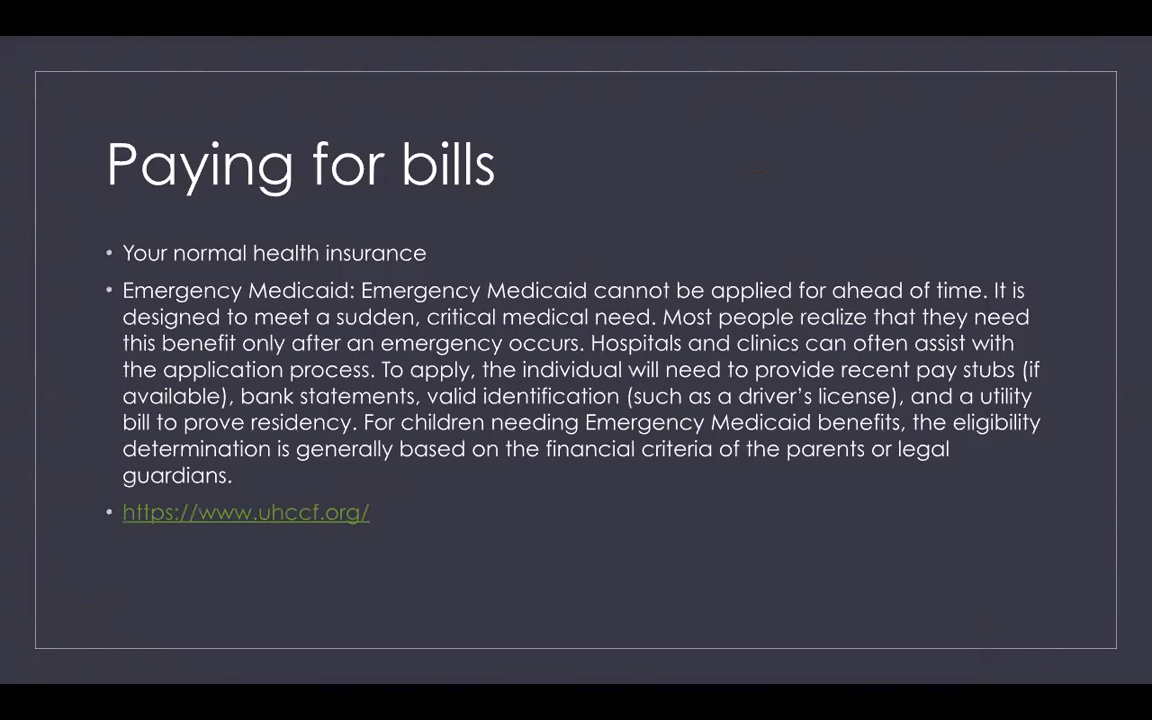 Paying for bills
• Your normal health insurance
• Emergency Medicaid: Emergency Medicaid cannot be applied for ahead of time. It is
designed to meet a sudden, critical medical need. Most people realize that they need
this benefit only after an emergency occurs. Hospitals and clinics can often assist with
the application process. To apply, the individual will need to provide recent pay stubs (if
available), bank statements, valid identification (such as a driver’s license), and a utility
bill to prove residency. For children needing Emergency Medicaid benefits, the eligibility
determination is generally based on the financial criteria of the parents or legal
guardians.
• https://www.uhccf.org/